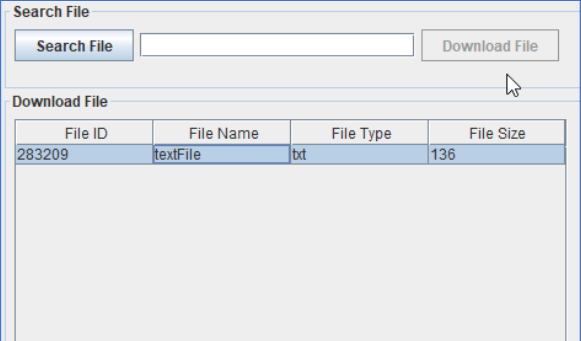 Search File
Search File Download File
Download File
File ID File Name File Type File Size
283209 textFile txt 136